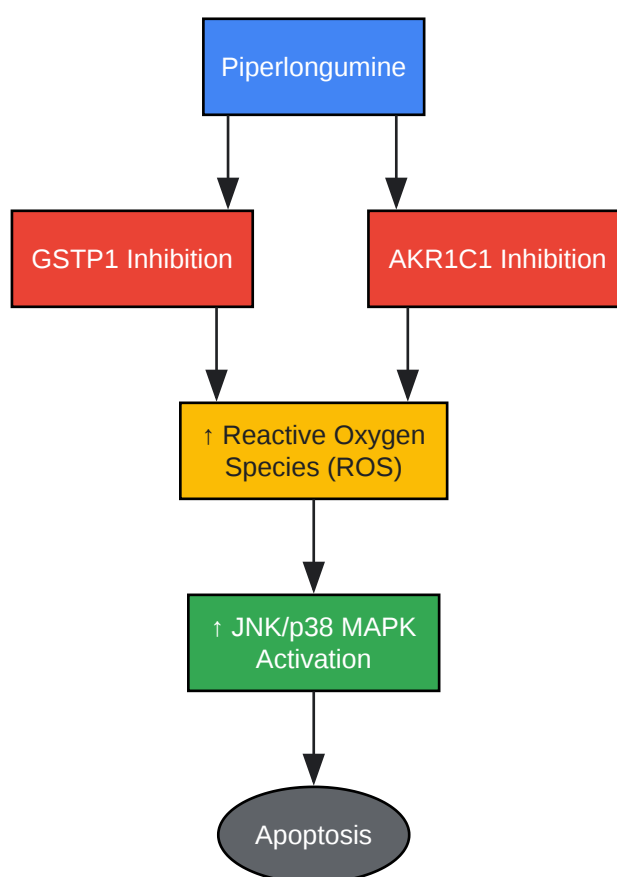 Piperlongumine
GSTP1 Inhibition
AKR1C1 Inhibition
↑ Reactive Oxygen
Species (ROS)
↑ JNK/p38 MAPK
Activation
Apoptosis